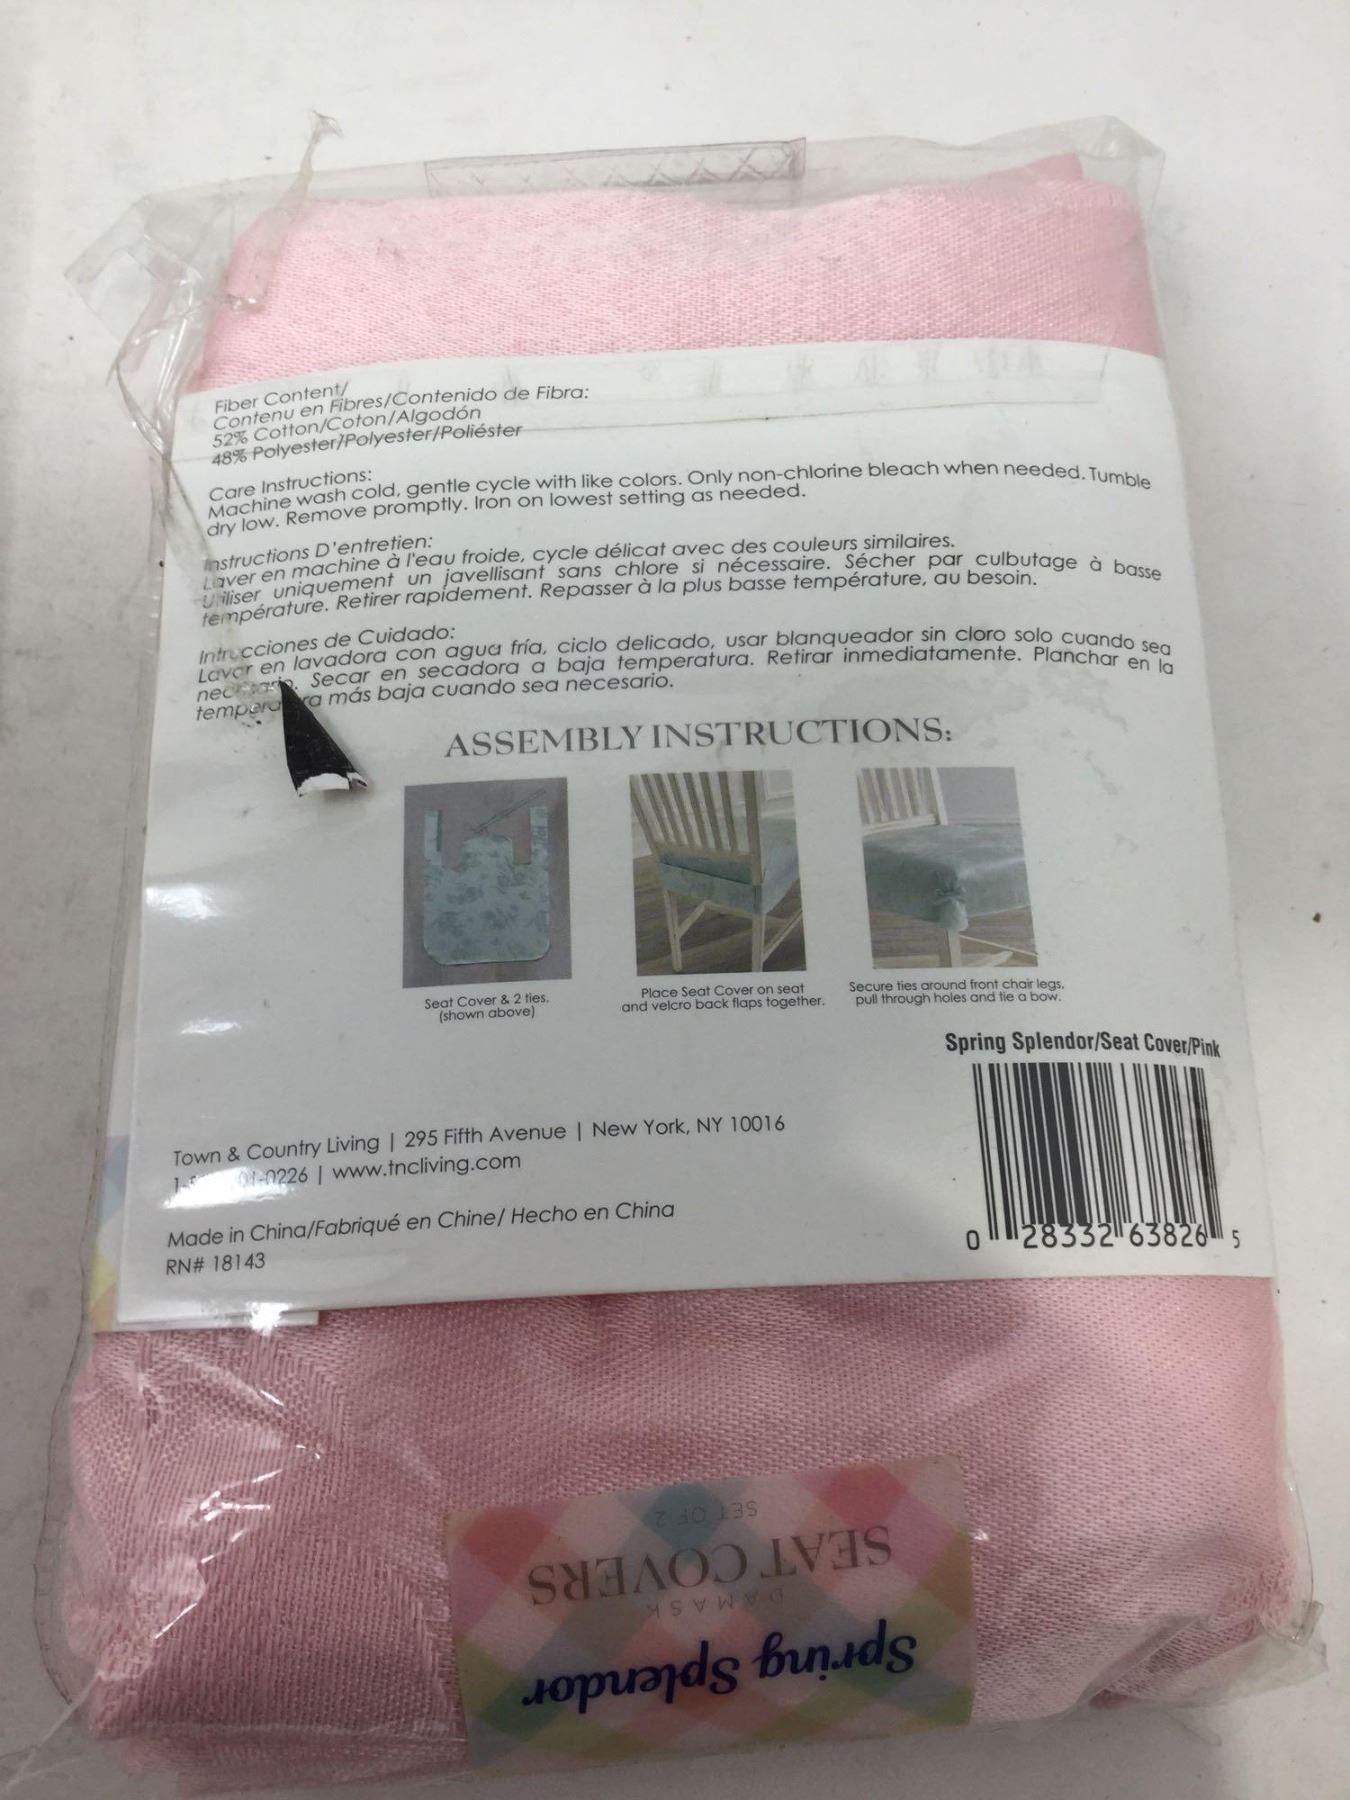 Fiber Content/
Contenu en Fibres/Contenido de Fibra:
52% Cotton/Coton/Algodón
48% Polyester/Polyester/Poliéster
Care Instructions:
Machine wash cold, gentle cycle with like colors. Only non-chlorine bleach when needed. Tumble
dry low. Remove promptly. Iron on lowest setting as needed.
Instructions D'entretien:
Laver en machine à l'eau froide, cycle délicat avec des couleurs similaires.
Utiliser uniquement un javellisant sans chlore si nécessaire. Sécher par culbutage à basse
température. Retirer rapidement. Repasser à la plus basse température, au besoin.
Intrucciones de Cuidado:
Lavar en lavadora con agua fría, ciclo delicado, usar blanqueador sin cloro solo cuando sea
Secar en secadora a baja temperatura. Retirar inmediatamente. Planchar en la
más baja cuando sea necesario.
ASSEMBLY INSTRUCTIONS:
Seat Cover & 2 ties.
(shown above)
Place Seat Cover on seat
and velcro back flaps together.
Secure ties around front chair legs,
pull through holes and tie a bow.
Spring Splendor/Seat Cover/Pink
0 28332 63826 5
Town & Country Living | 295 Fifth Avenue | New York, NY 10016
| www.tncliving.com
Made in China/Fabriqué en Chine/ Hecho en China
RN# 18143
Spring Splendor
DAMASK
SEAT COVERS
SET OF 2